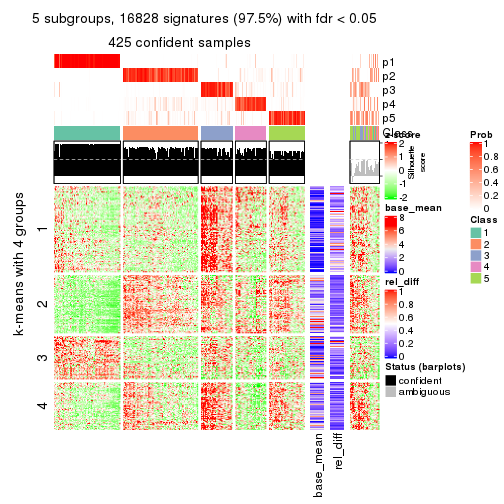 5 subgroups, 16828 signatures (97.5%) with fdr < 0.05
425 confident samples
p1
p2
p3
p4
p5
Class
z-score
2
1
0
-1
-2
Silhouette
score
Prob
1
0.8
0.6
0.4
0.2
0
k-means with 4 groups
1
2
3
4
base_mean
8
6
4
2
0
Class
1
2
3
4
5
rel_diff
1
0.8
0.6
0.4
0.2
0
Status (barplots)
confident
ambiguous
base_mean
rel_diff